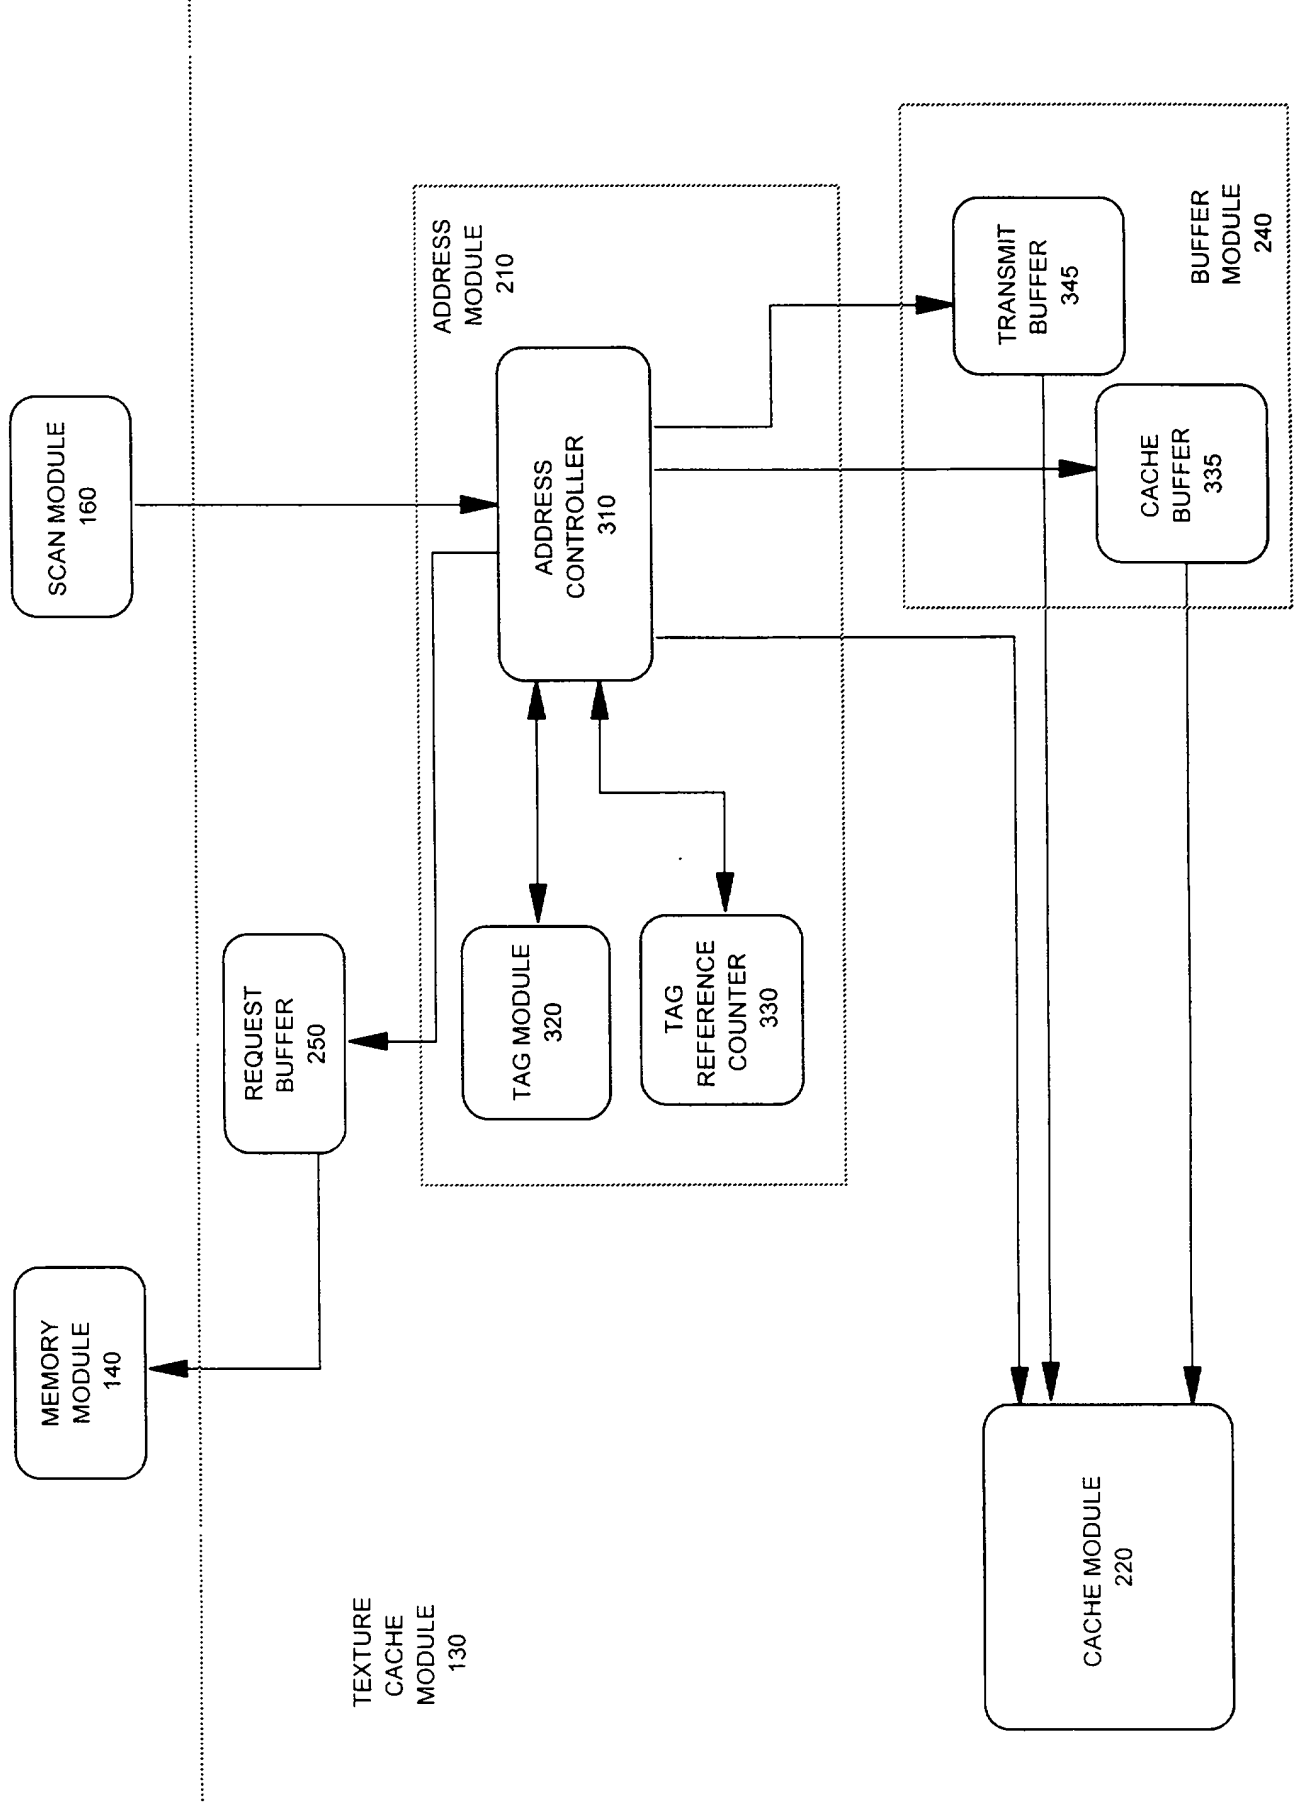 MEMORY
MODULE
140
SCAN MODULE
160
REQUEST
BUFFER
250
TEXTURE
CACHE
MODULE
130
ADDRESS
MODULE
210
TAG MODULE
320
ADDRESS
CONTROLLER
310
TAG
REFERENCE
COUNTER
330
TRANSMIT
BUFFER
345
CACHE MODULE
220
CACHE
BUFFER
335
BUFFER
MODULE
240